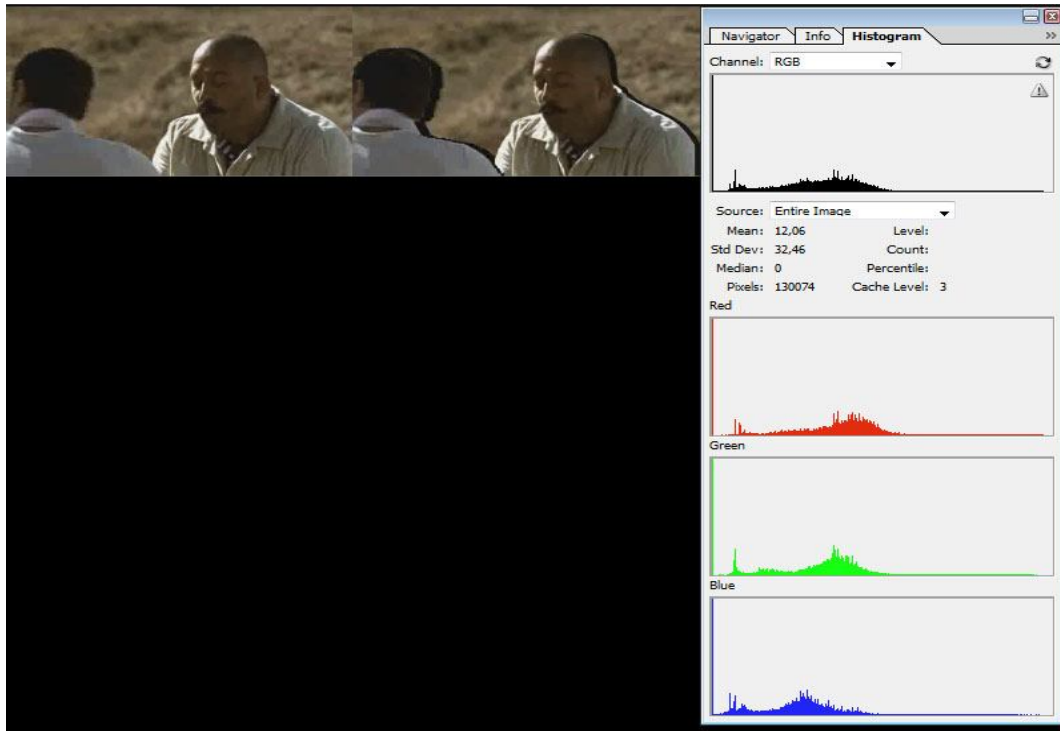 Navigator Info Histogram »
Channel: RGB
Source: Entire Image
Mean: 12,06 Level:
Std Dev: 32,46 Count:
Median: 0 Percentile:
Pixels: 130074 Cache Level: 3
Red
Green
Blue